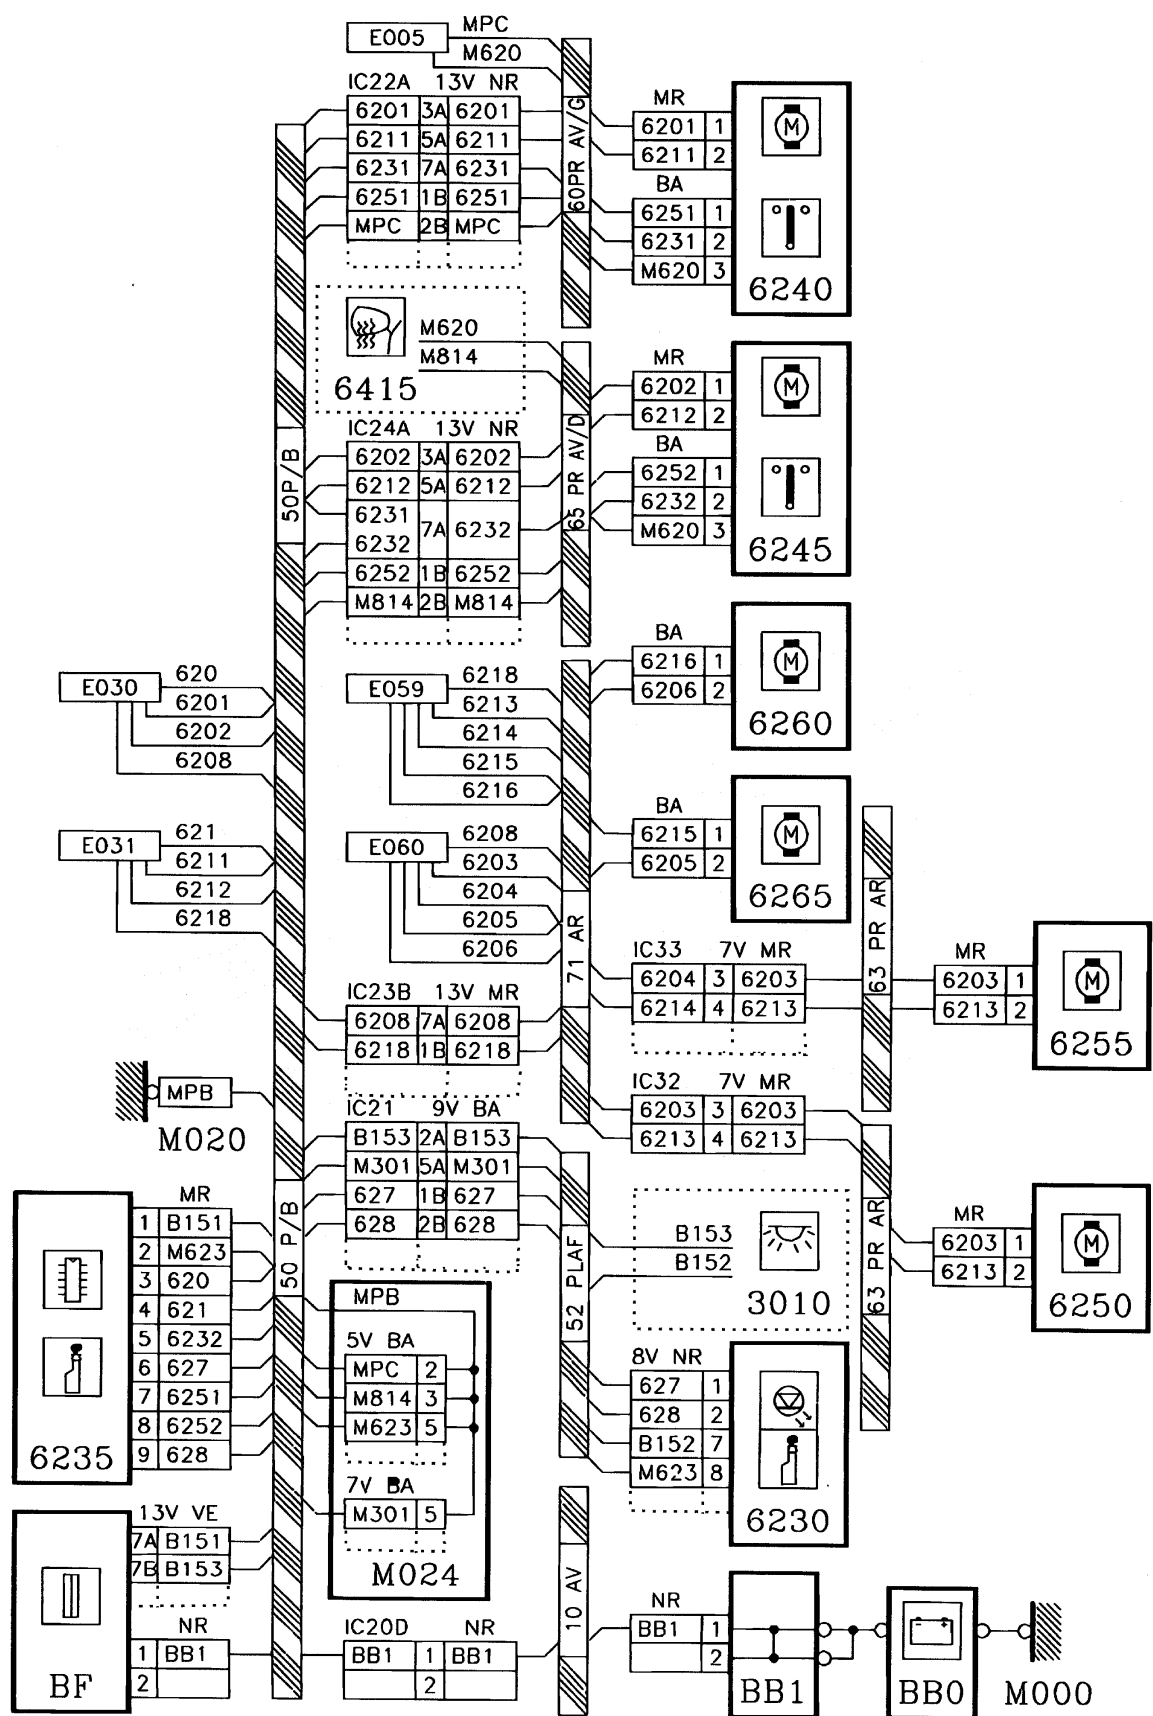 E005 MPC
M620
IC22A 13V NR
6201 3A 6201
6211 5A 6211
6231 7A 6231
6251 1B 6251
MPC 2B MPC
60PR AV/G
MR
6201 1
6211 2
BA
6251 1
6231 2
M620 3
M
6240
M620
M814
6415
IC24A 13V NR
6202 3A 6202
6212 5A 6212
6231
7A 6232
6232
6252 1B 6252
M814 2B M814
50P/B
65 PR AV/D
MR
6202 1
6212 2
BA
6252 1
6232 2
M620 3
M
6245
BA
6216 1
6206 2
M
6260
E030 620
6201
6202
6208
E059 6218
6213
6214
6215
6216
BA
6215 1
6205 2
M
6265
E031 621
6211
6212
6218
E060 6208
6203
6204
6205
6206
71 AR
63 PR AR
IC33 7V MR
6204 3 6203
6214 4 6213
MR
6203 1
6213 2
M
6255
IC23B 13V MR
6208 7A 6208
6218 1B 6218
MPB
M020
IC21 9V BA
B153 2A B153
M301 5A M301
627 1B 627
628 2B 628
IC32 7V MR
6203 3 6203
6213 4 6213
50 P/B
52 PLAF
63 PR AR
B153
B152
3010
MR
6203 1
6213 2
M
6250
MR
1 B151
2 M623
3 620
4 621
5 6232
6 627
7 6251
8 6252
9 628
6235
MPB
5V BA
MPC 2
M814 3
M623 5
7V BA
M301 5
M024
8V NR
627 1
628 2
B152 7
M623 8
6230
13V VE
7A B151
7B B153
NR
1 BB1
2
BF
IC20D NR
BB1 1 BB1
2
10 AV
NR
BB1 1
2
BB1
BB0
M000